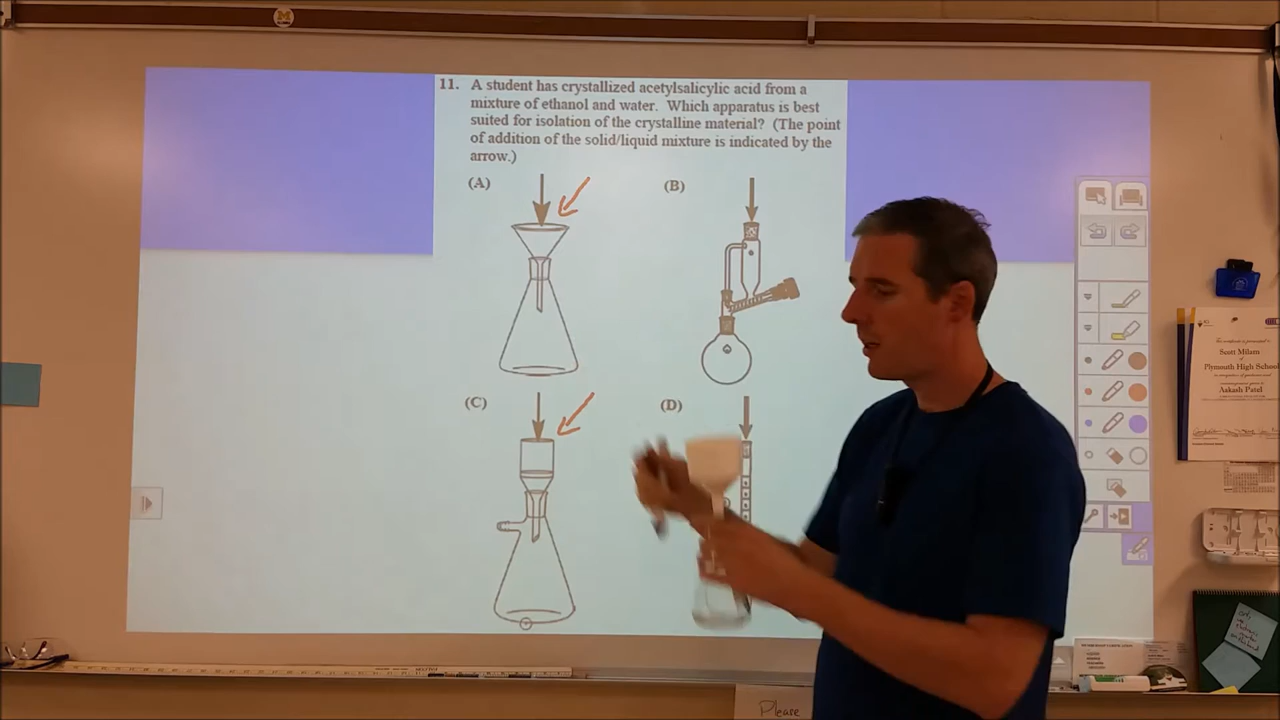 M
11. A student has crystallized acetylsalicylic acid from a
mixture of ethanol and water. Which apparatus is best
suited for isolation of the crystalline material? (The point
of addition of the solid/liquid mixture is indicated by the
arrow.)
(A)
(B)
(C)
(D)
Scott Milam
Plymouth High School
Aakash Patel
Please